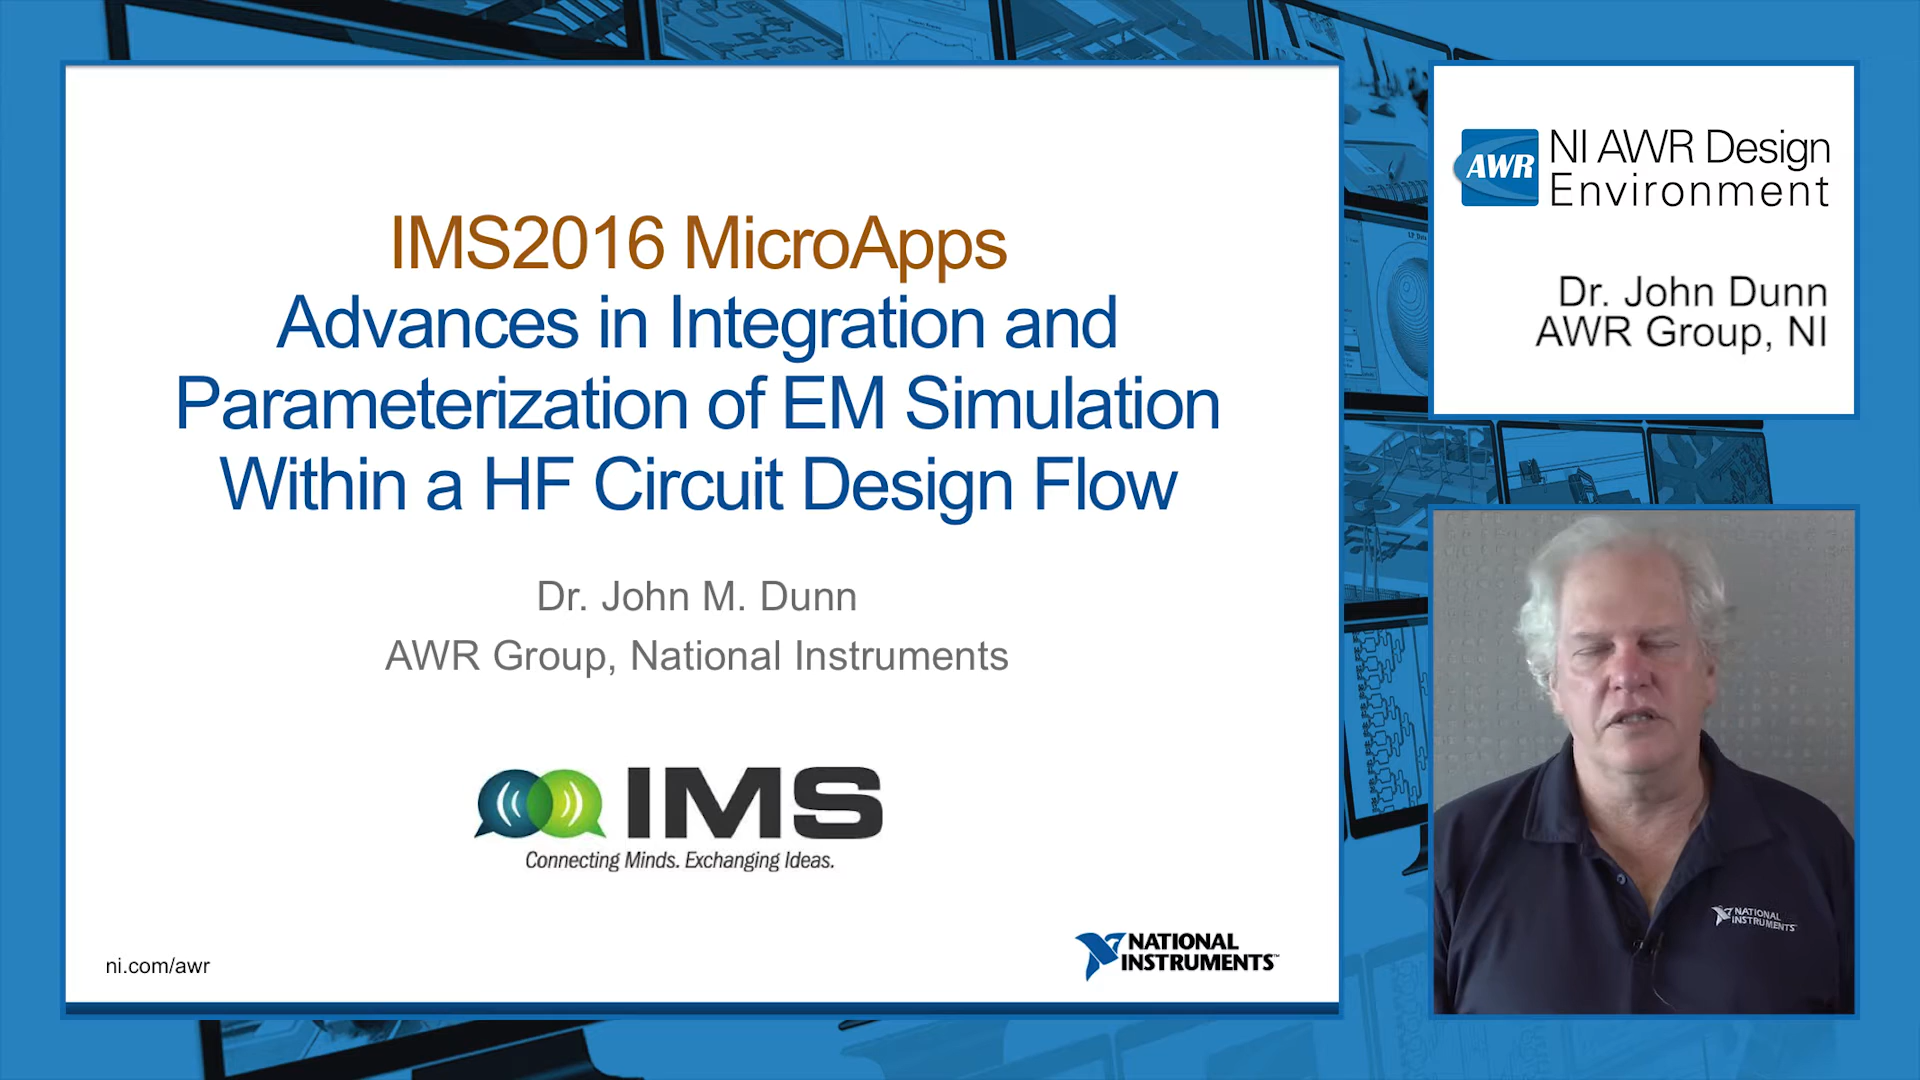 IMS2016 MicroApps
Advances in Integration and
Parameterization of EM Simulation
Within a HF Circuit Design Flow
Dr. John M. Dunn
AWR Group, National Instruments
IMS
Connecting Minds. Exchanging Ideas.
ni.com/awr
NATIONAL
INSTRUMENTS™
AWR
NI AWR Design
Environment
Dr. John Dunn
AWR Group, NI
NATIONAL
INSTRUMENTS